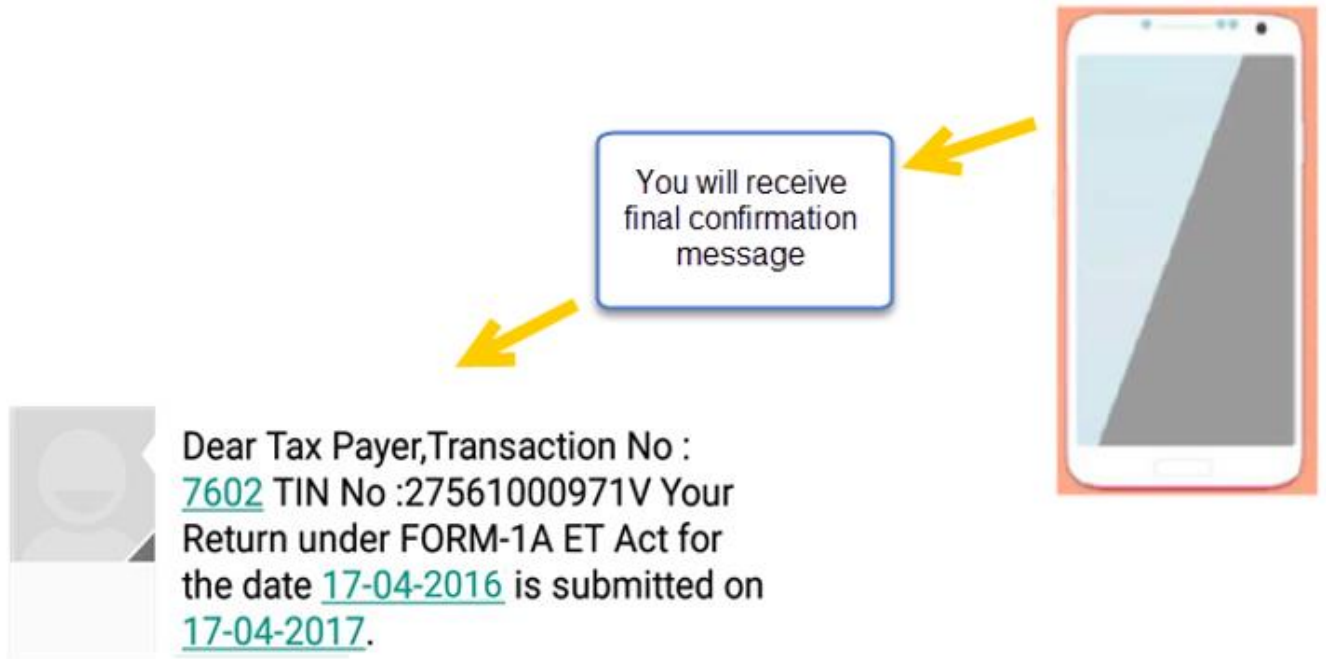 You will receive
final confirmation
message
Dear Tax Payer,Transaction No :
7602 TIN No :27561000971V Your
Return under FORM-1A ET Act for
the date 17-04-2016 is submitted on
17-04-2017.